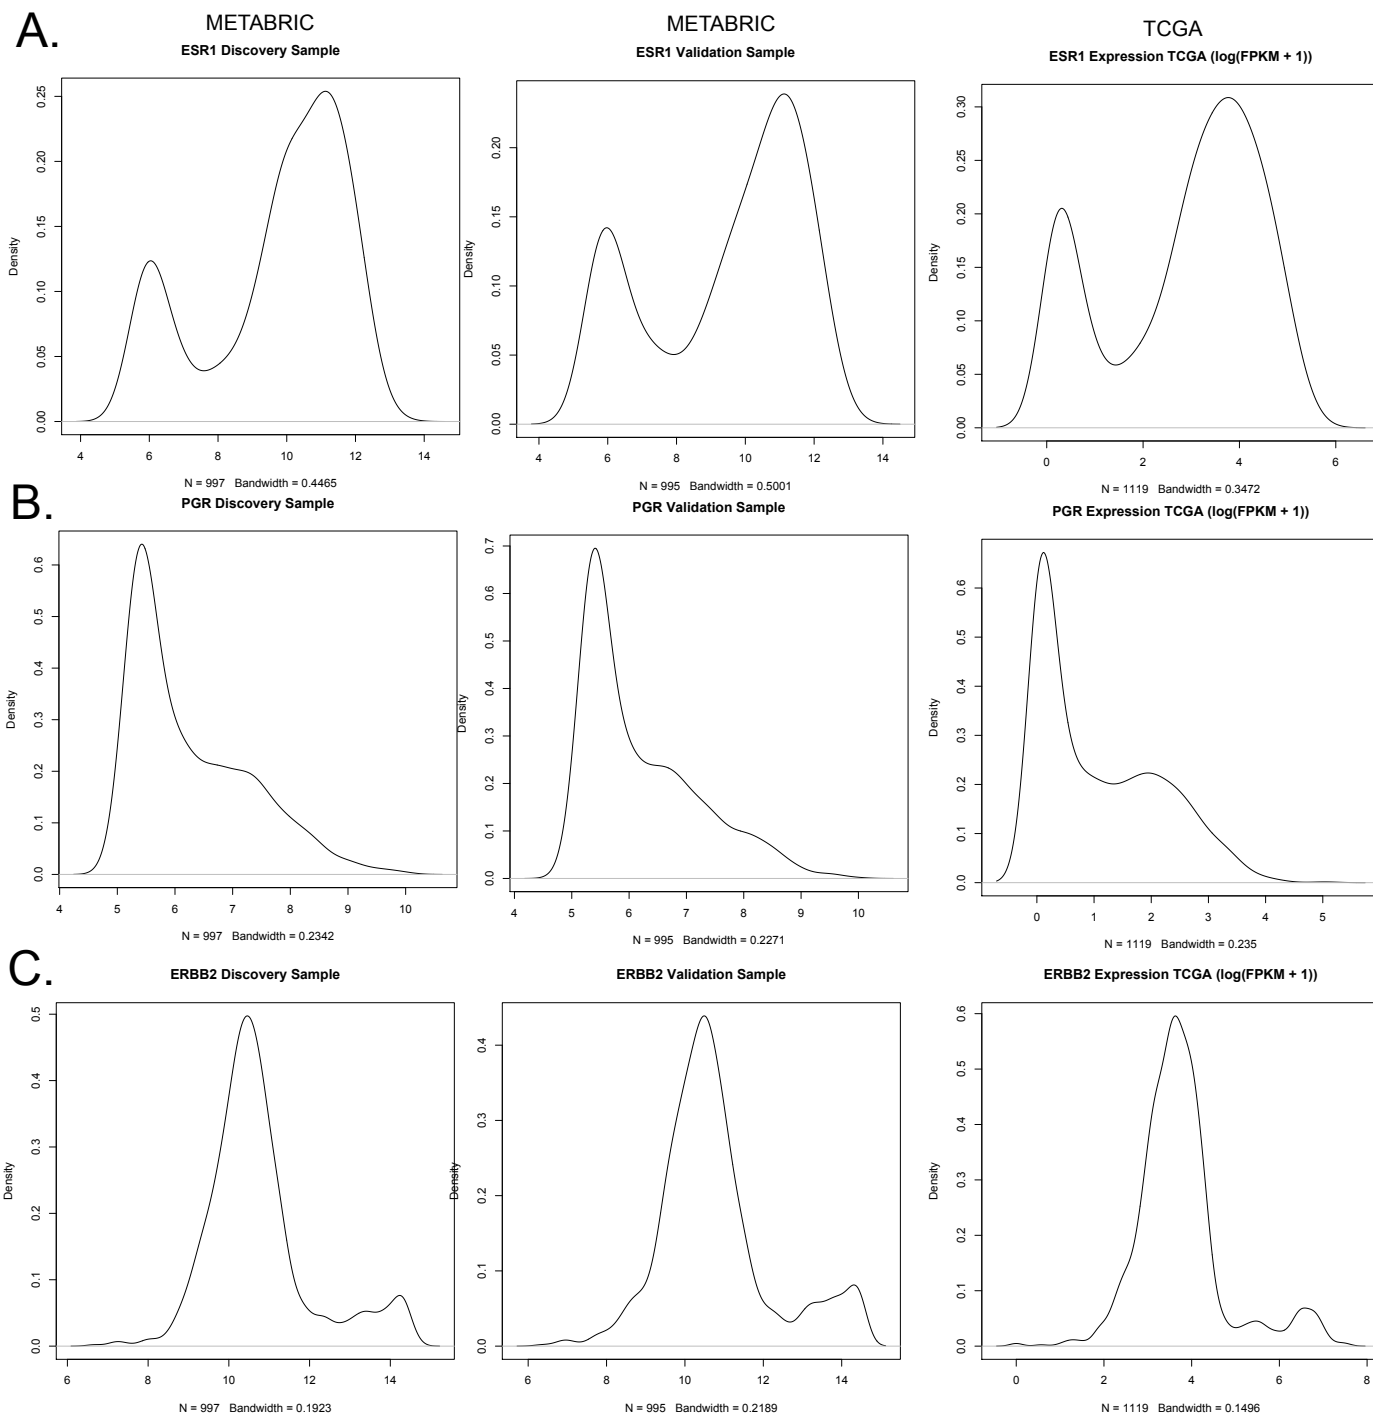 A.
METABRIC
METABRIC
TCGA
ESR1 Discovery Sample
ESR1 Validation Sample
ESR1 Expression TCGA (log(FPKM + 1))
Density
0.00 0.05 0.10 0.15 0.20 0.25
4 6 8 10 12 14
N = 997 Bandwidth = 0.4465
Density
0.00 0.05 0.10 0.15 0.20
4 6 8 10 12 14
N = 995 Bandwidth = 0.5001
Density
0.00 0.05 0.10 0.15 0.20 0.25 0.30
0 2 4 6
N = 1119 Bandwidth = 0.3472
B.
PGR Discovery Sample
PGR Validation Sample
PGR Expression TCGA (log(FPKM + 1))
Density
0.0 0.1 0.2 0.3 0.4 0.5 0.6
4 5 6 7 8 9 10
N = 997 Bandwidth = 0.2342
Density
0.0 0.1 0.2 0.3 0.4 0.5 0.6 0.7
4 5 6 7 8 9 10
N = 995 Bandwidth = 0.2271
Density
0.0 0.1 0.2 0.3 0.4 0.5 0.6
0 1 2 3 4 5
N = 1119 Bandwidth = 0.235
C.
ERBB2 Discovery Sample
ERBB2 Validation Sample
ERBB2 Expression TCGA (log(FPKM + 1))
Density
0.0 0.1 0.2 0.3 0.4 0.5
6 8 10 12 14
N = 997 Bandwidth = 0.1923
Density
0.0 0.1 0.2 0.3 0.4
6 8 10 12 14
N = 995 Bandwidth = 0.2189
Density
0.0 0.1 0.2 0.3 0.4 0.5 0.6
0 2 4 6 8
N = 1119 Bandwidth = 0.1496